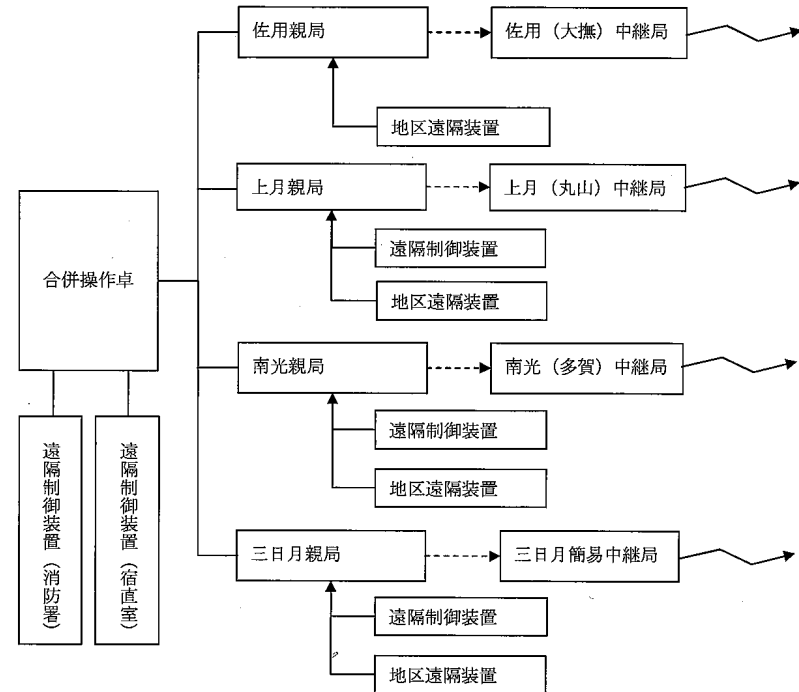 佐用親局
佐用（大撫）中継局
地区遠隔装置
上月親局
上月（丸山）中継局
遠隔制御装置
地区遠隔装置
合併操作卓
南光親局
南光（多賀）中継局
遠隔制御装置
地区遠隔装置
遠隔制御装置（消防署）
遠隔制御装置（宿直室）
三日月親局
三日月簡易中継局
遠隔制御装置
地区遠隔装置